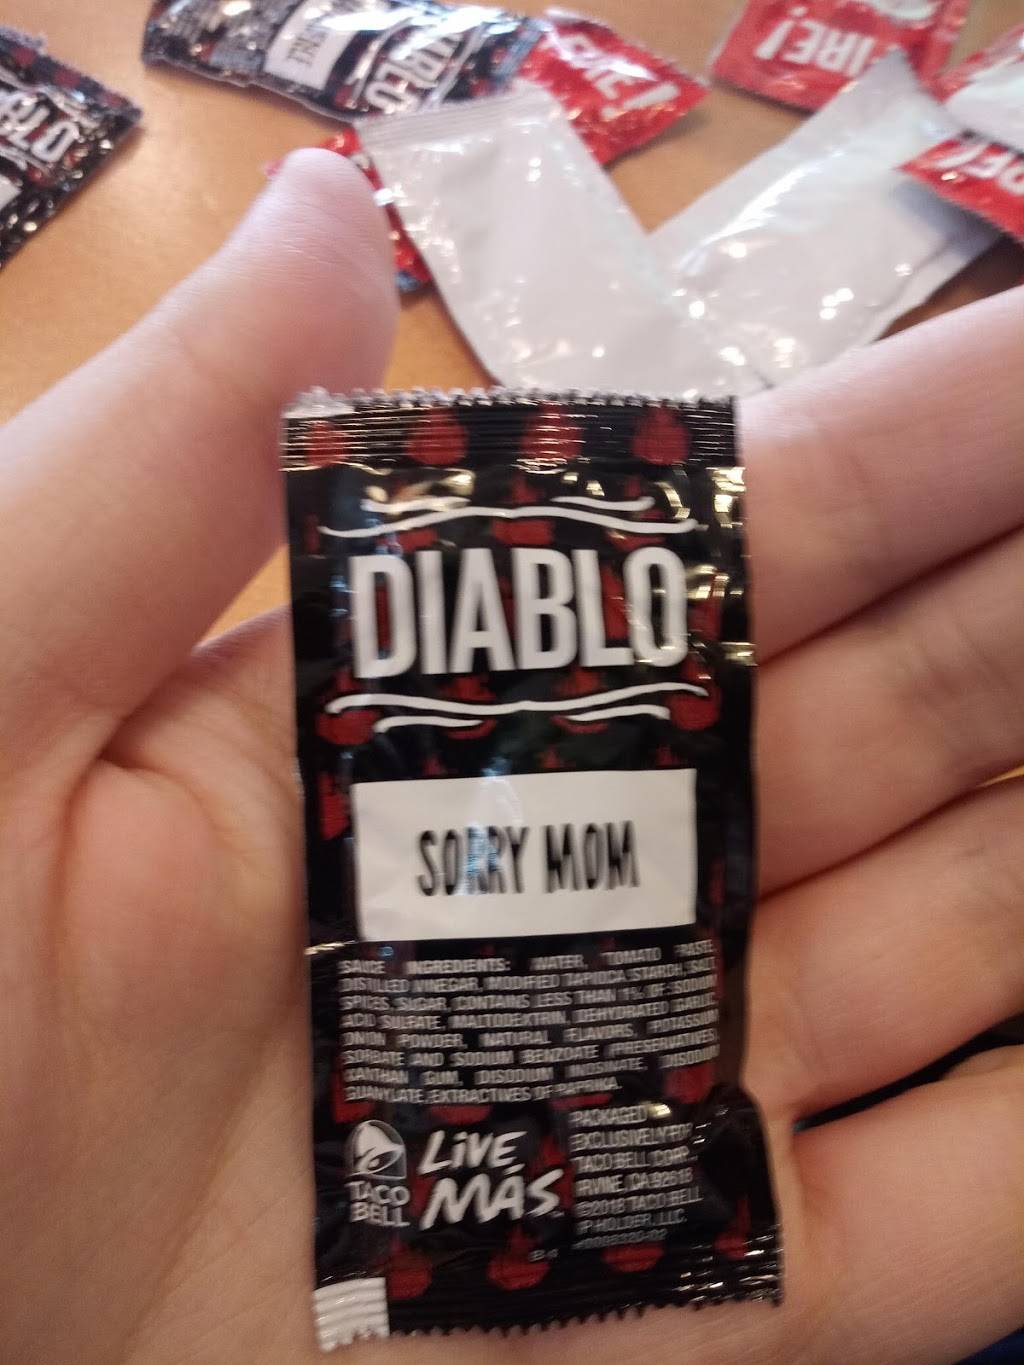 FIRE!
DIABLO
SORRY MOM
SAUCE INGREDIENTS: WATER, TOMATO PASTE,
DISTILLED VINEGAR, MODIFIED TAPIOCA STARCH, SALT,
SPICES, SUGAR, CONTAINS LESS THAN 1% OF SODIUM
ACID SULFATE, MALTODEXTRIN, DEHYDRATED GARLIC,
ONION POWDER, NATURAL FLAVORS, POTASSIUM
SORBATE AND SODIUM BENZOATE (PRESERVATIVES),
XANTHAN GUM, DISODIUM INOSINATE, DISODIUM
GUANYLATE, EXTRACTIVES OF PAPRIKA.
TACO
BELL
LIVE
MÁS
PACKAGED
EXCLUSIVELY FOR
TACO BELL CORP.,
IRVINE, CA 92618
©2018 TACO BELL
IP HOLDER, LLC.